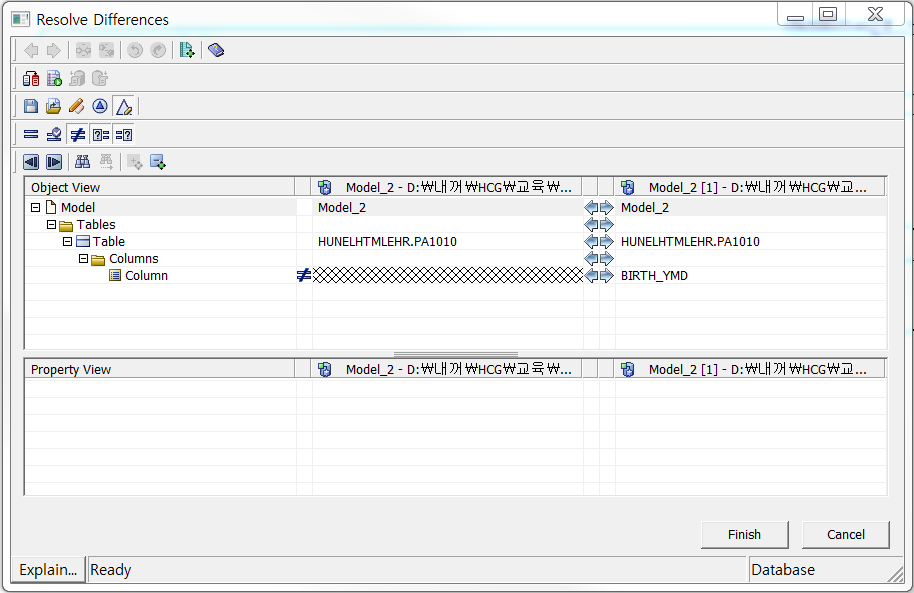 Resolve Differences
Object View Model_2 - D:₩내꺼₩HCG₩교육₩... Model_2 [1] - D:₩내꺼₩HCG₩교...
Model Model_2 Model_2
Tables
Table HUNELHTMLEHR.PA1010 HUNELHTMLEHR.PA1010
Columns
Column BIRTH_YMD
Property View Model_2 - D:₩내꺼₩HCG₩교육₩... Model_2 [1] - D:₩내꺼₩HCG₩교...
Finish Cancel
Explain... Ready Database